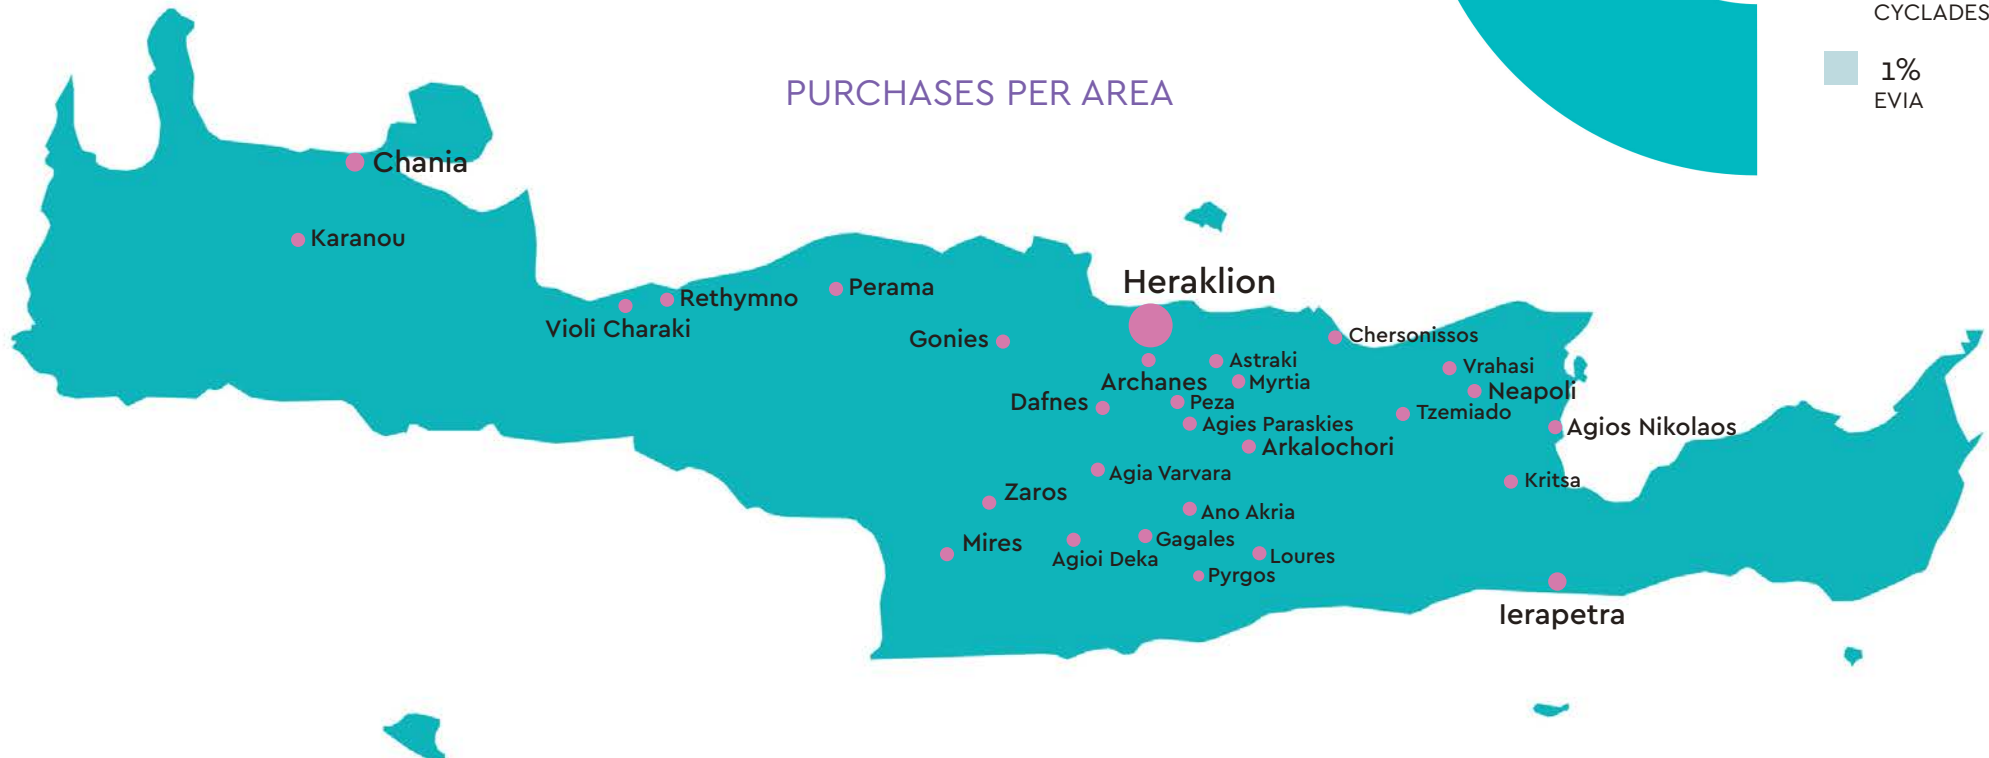 CYCLADES
1%
EVIA
PURCHASES PER AREA
Chania
Karanou
Violi Charaki
Rethymno
Perama
Heraklion
Gonies
Chersonissos
Archanes
Astraki
Myrtia
Vrahasi
Neapoli
Dafnes
Peza
Tzemiado
Agies Paraskies
Agios Nikolaos
Arkalochori
Agia Varvara
Kritsa
Zaros
Ano Akria
Mires
Agioi Deka
Gagales
Loures
Pyrgos
Ierapetra